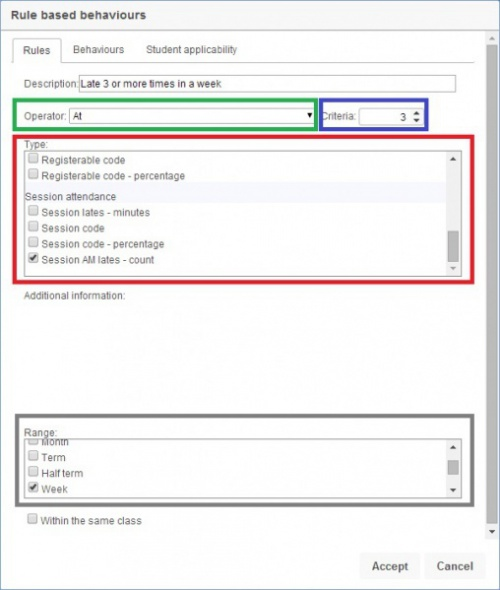 Rule based behaviours
Rules Behaviours Student applicability
Description: Late 3 or more times in a week
Operator: At Criteria: 3
Type:
Registerable code
Registerable code - percentage
Session attendance
Session lates - minutes
Session code
Session code - percentage
Session AM lates - count
Additional information:
Range:
Month
Term
Half term
Week
Within the same class
Accept Cancel